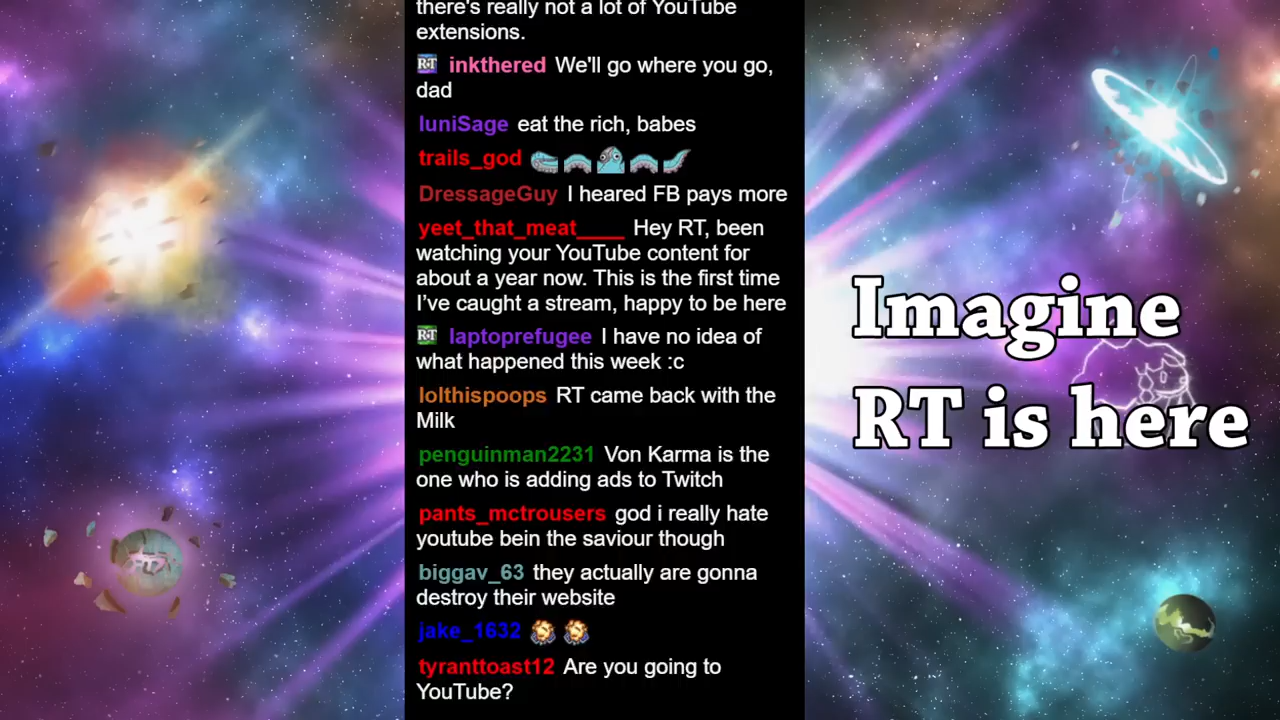 there's really not a lot of YouTube
extensions.
RT inkthered We'll go where you go,
dad
luniSage eat the rich, babes
trails_god
DressageGuy I heared FB pays more
yeet_that_meat____ Hey RT, been
watching your YouTube content for
about a year now. This is the first time
I've caught a stream, happy to be here
RT laptoprefugee I have no idea of
what happened this week :c
lolthispoops RT came back with the
Milk
penguinman2231 Von Karma is the
one who is adding ads to Twitch
pants_mctrousers god i really hate
youtube bein the saviour though
biggav_63 they actually are gonna
destroy their website
jake_1632
tyranttoast12 Are you going to
YouTube?
Imagine
RT is here